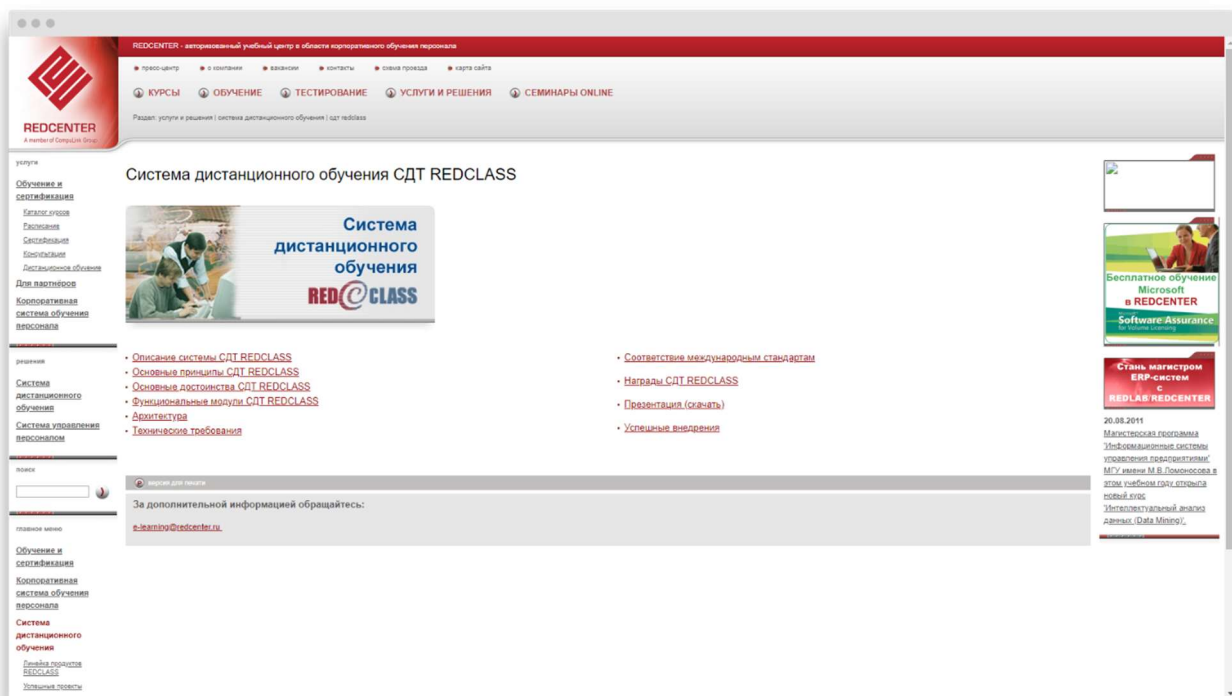 REDCENTER - авторизованный учебный центр в области корпоративного обучения персонала
пресс-центр о компании вакансии контакты схема проезда карта сайта
КУРСЫ ОБУЧЕНИЕ ТЕСТИРОВАНИЕ УСЛУГИ И РЕШЕНИЯ СЕМИНАРЫ ONLINE
Раздел: услуги и решения | система дистанционного обучения | сдт redclass
REDCENTER
A member of CompuLink Group
услуги
Обучение и
сертификация
Каталог курсов
Расписание
Сертификация
Консультации
Дистанционное обучение
Для партнёров
Корпоративная
система обучения
персонала
решения
Система
дистанционного
обучения
Система управления
персоналом
поиск
главное меню
Обучение и
сертификация
Корпоративная
система обучения
персонала
Система
дистанционного
обучения
Линейка продуктов
REDCLASS
Успешные проекты
Система дистанционного обучения СДТ REDCLASS
Система
дистанционного
обучения
RED CLASS
• Описание системы СДТ REDCLASS
• Основные принципы СДТ REDCLASS
• Основные достоинства СДТ REDCLASS
• Функциональные модули СДТ REDCLASS
• Архитектура
• Технические требования
• Соответствие международным стандартам
• Награды СДТ REDCLASS
• Презентация (скачать)
• Успешные внедрения
версия для печати
За дополнительной информацией обращайтесь:
e-learning@redcenter.ru
Бесплатное обучение
Microsoft
в REDCENTER
Microsoft
Software Assurance
for Volume Licensing
Стань магистром
ERP-систем
с
REDLAB REDCENTER
20.08.2011
Магистерская программа
'Информационные системы
управления предприятиями'
МГУ имени М.В.Ломоносова в
этом учебном году открыла
новый курс
'Интеллектуальный анализ
данных (Data Mining)'.